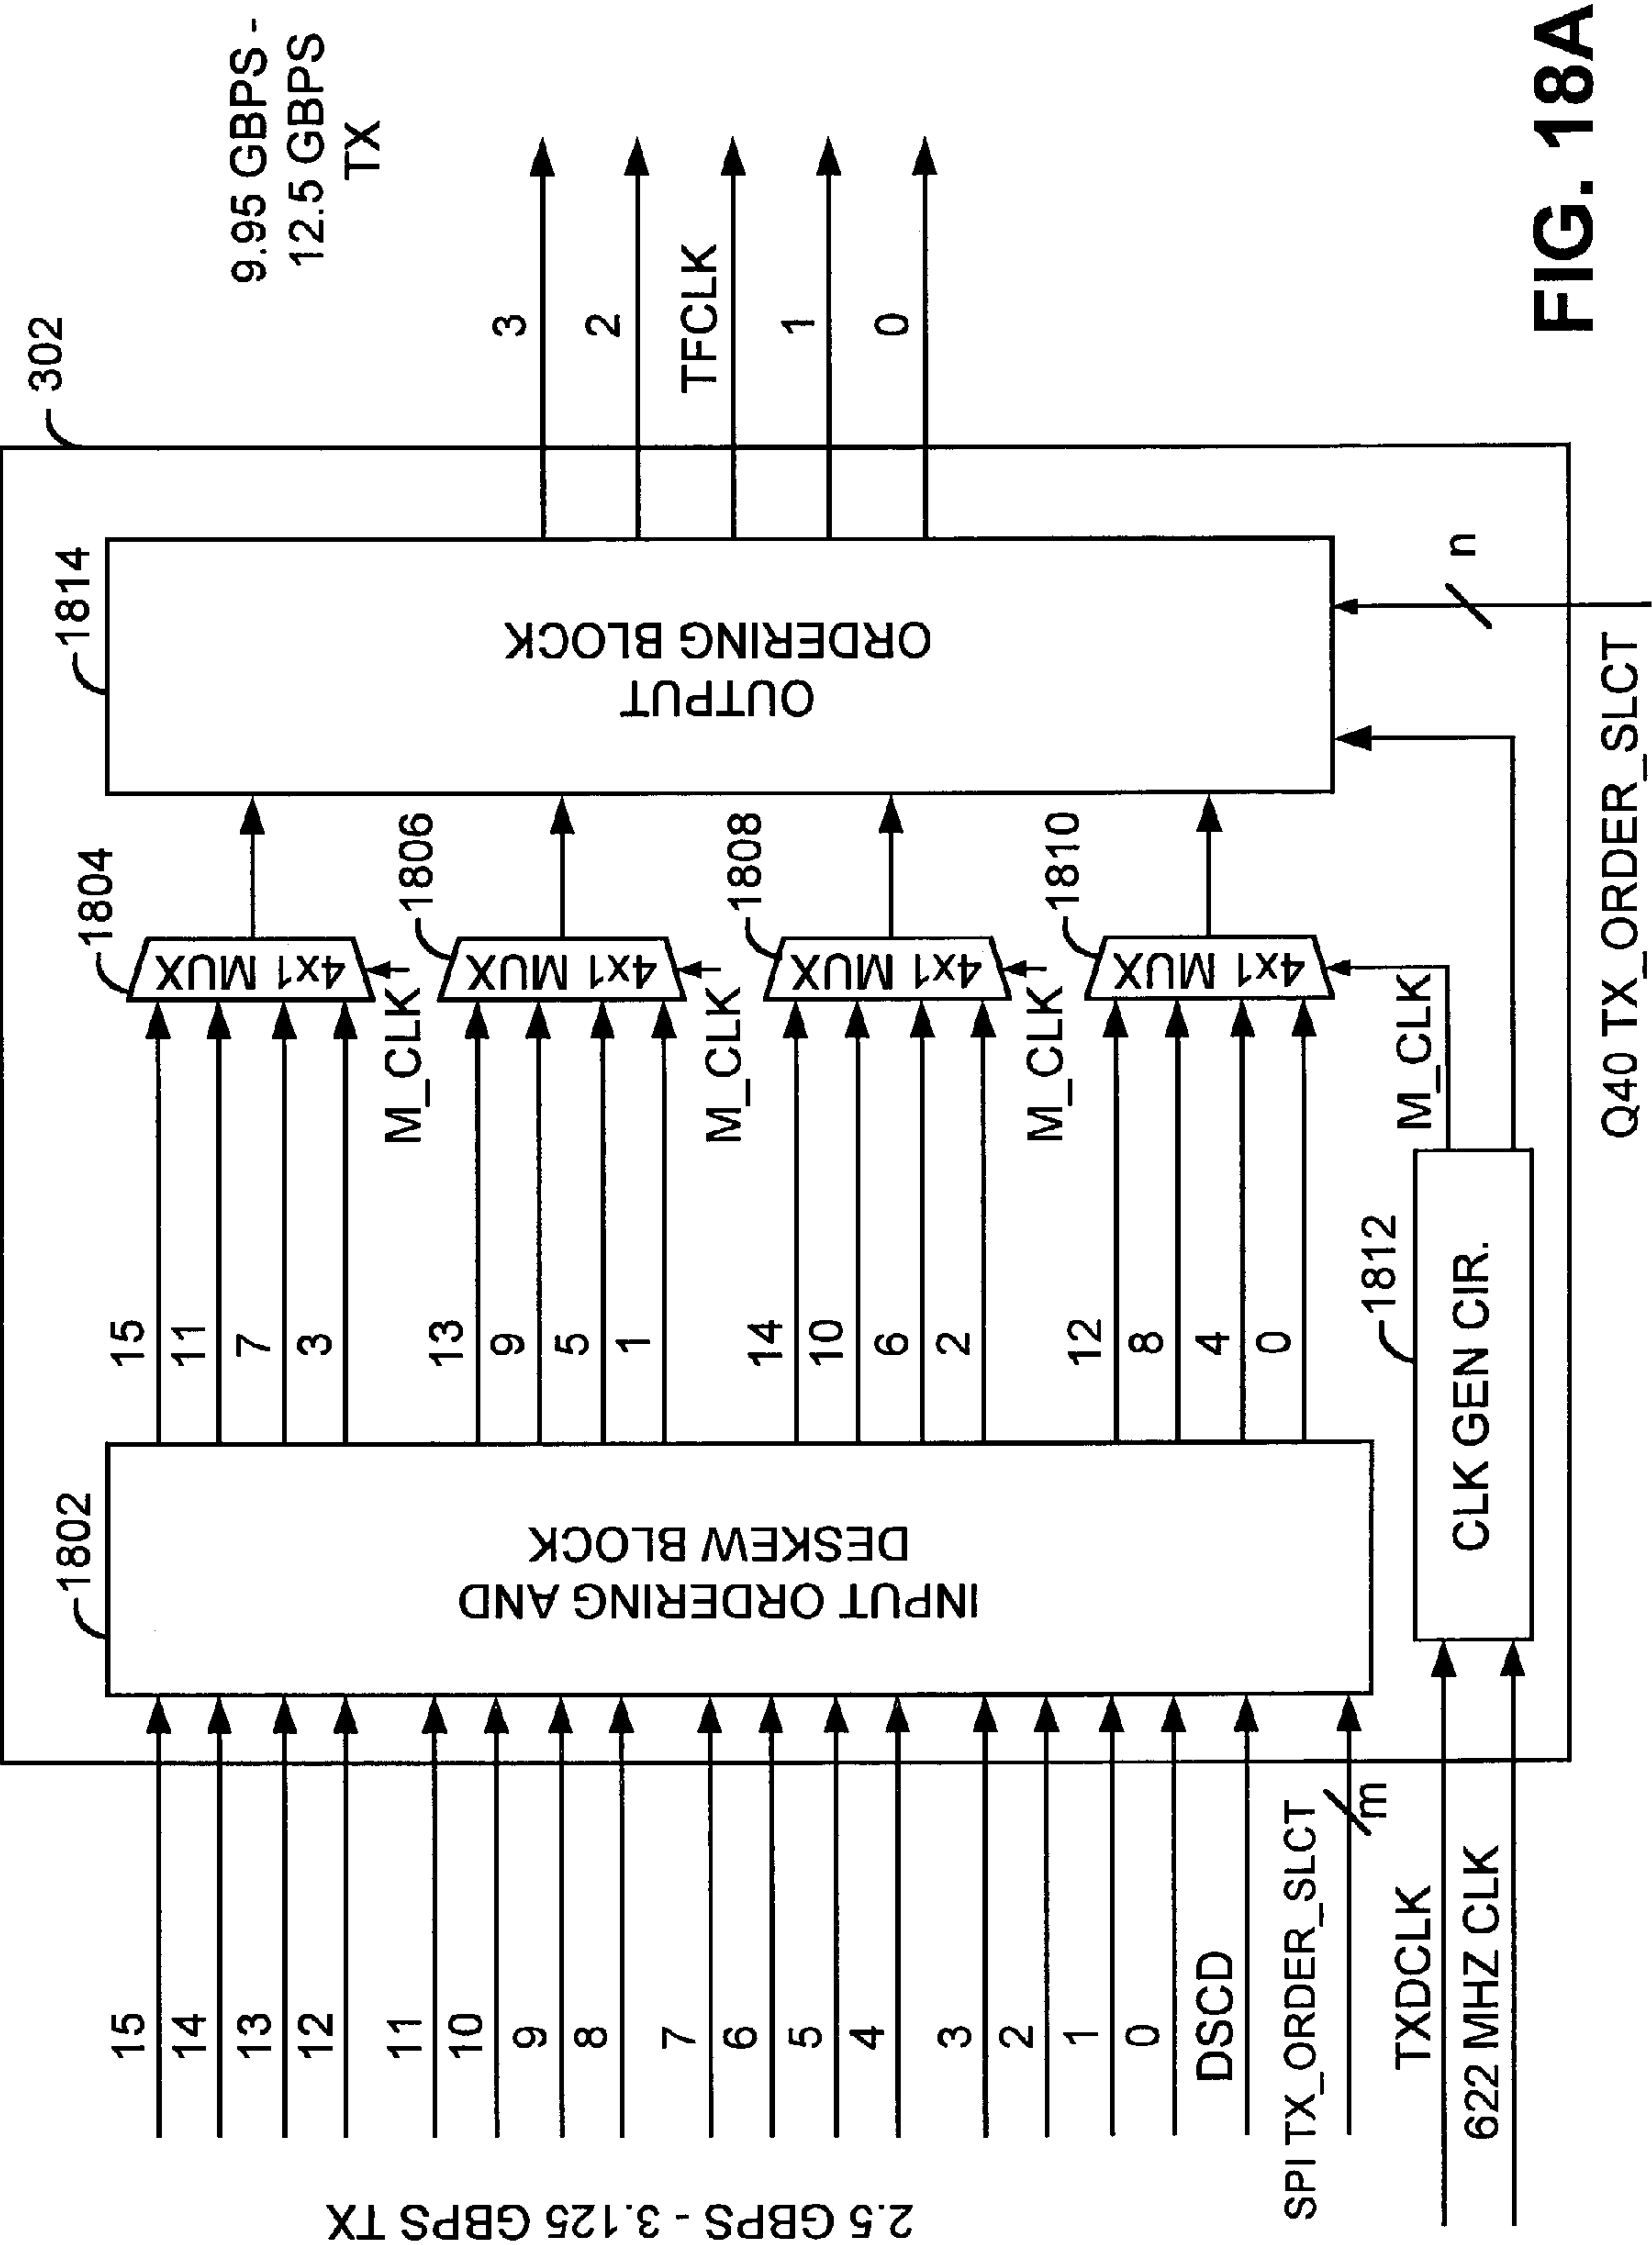 2.5 GBPS - 3.125 GBPS TX
15
14
13
12
11
10
9
8
7
6
5
4
3
2
1
0
DSCD
SPI TX_ORDER_SLCT
m
TXDCLK
622 MHZ CLK
1802
INPUT ORDERING AND
DESKEW BLOCK
15
11
7
3
13
9
5
1
14
10
6
2
12
8
4
0
1812
CLK GEN CIR.
1804
4x1 MUX
M_CLK
1806
4x1 MUX
M_CLK
1808
4x1 MUX
M_CLK
1810
4x1 MUX
M_CLK
1814
OUTPUT
ORDERING BLOCK
Q40 TX_ORDER_SLCT
n
302
3
2
TFCLK
1
0
9.95 GBPS -
12.5 GBPS
TX
FIG. 18A